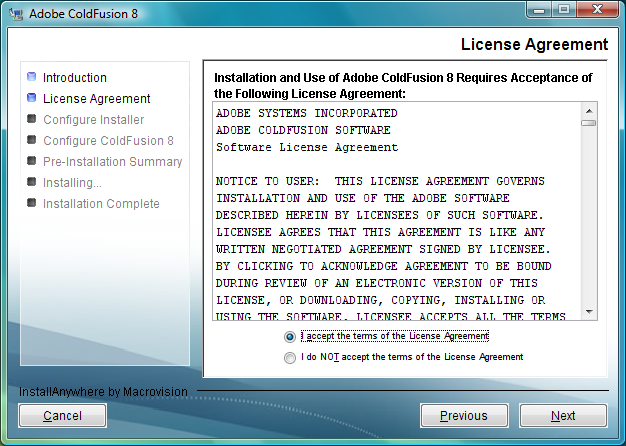 Adobe ColdFusion 8
License Agreement
Introduction
License Agreement
Configure Installer
Configure ColdFusion 8
Pre-Installation Summary
Installing...
Installation Complete
Installation and Use of Adobe ColdFusion 8 Requires Acceptance of
the Following License Agreement:
ADOBE SYSTEMS INCORPORATED
ADOBE COLDFUSION SOFTWARE
Software License Agreement
NOTICE TO USER:  THIS LICENSE AGREEMENT GOVERNS
INSTALLATION AND USE OF THE ADOBE SOFTWARE
DESCRIBED HEREIN BY LICENSEES OF SUCH SOFTWARE.
LICENSEE AGREES THAT THIS AGREEMENT IS LIKE ANY
WRITTEN NEGOTIATED AGREEMENT SIGNED BY LICENSEE.
BY CLICKING TO ACKNOWLEDGE AGREEMENT TO BE BOUND
DURING REVIEW OF AN ELECTRONIC VERSION OF THIS
LICENSE, OR DOWNLOADING, COPYING, INSTALLING OR
USING THE SOFTWARE, LICENSEE ACCEPTS ALL THE TERMS
I accept the terms of the License Agreement
I do NOT accept the terms of the License Agreement
InstallAnywhere by Macrovision
Cancel
Previous
Next